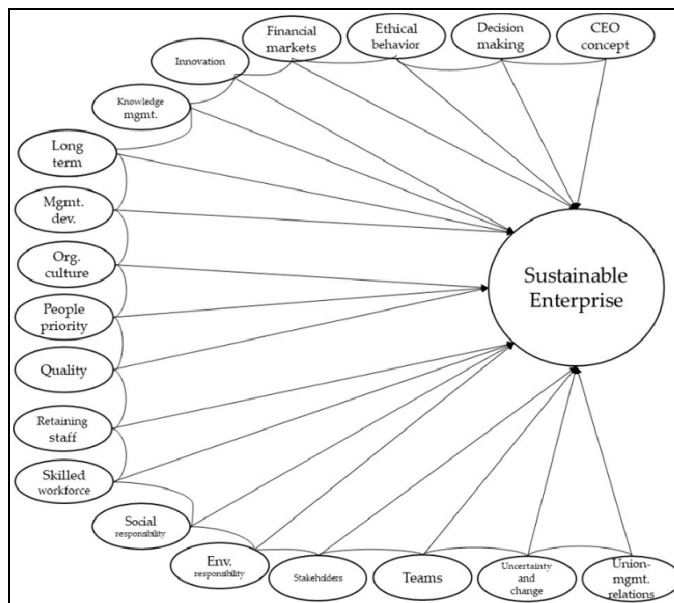 Financial
markets
Ethical
behavior
Decision
making
CEO
concept
Innovation
Knowledge
mgmt.
Long
term
Mgmt.
dev.
Org.
culture
People
priority
Quality
Retaining
staff
Skilled
workforce
Social
responsibility
Env.
responsibility
Stakeholders
Teams
Uncertainty
and
change
Union-
mgmt.
relations
Sustainable
Enterprise